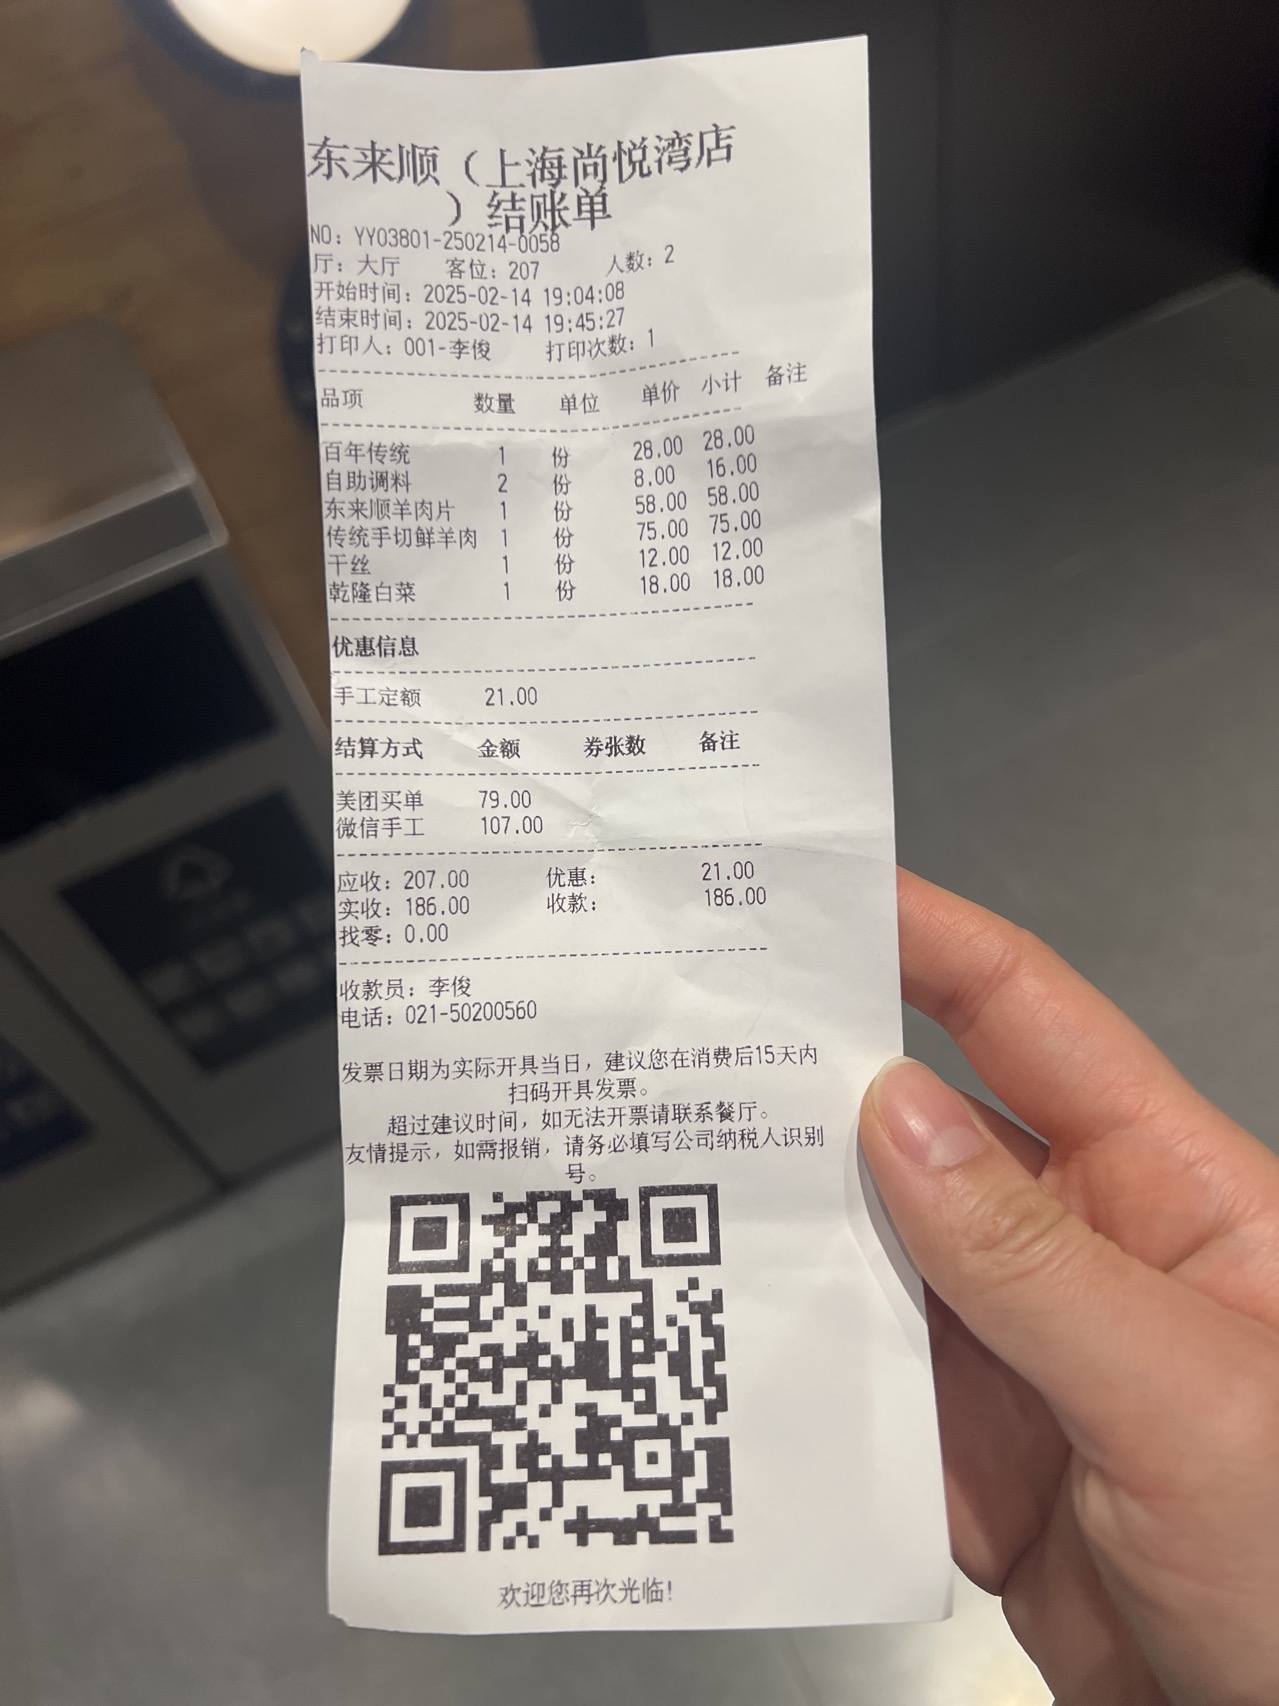 东来顺（上海尚悦湾店
）结账单
NO：YY03801-250214-0058
厅：大厅 客位：207 人数：2
开始时间：2025-02-14 19:04:08
结束时间：2025-02-14 19:45:27
打印人：001-李俊 打印次数：1
品项 数量 单位 单价 小计 备注
百年传统 1 份 28.00 28.00
自助调料 2 份 8.00 16.00
东来顺羊肉片 1 份 58.00 58.00
传统手切鲜羊肉 1 份 75.00 75.00
干丝 1 份 12.00 12.00
乾隆白菜 1 份 18.00 18.00
优惠信息
手工定额 21.00
结算方式 金额 券张数 备注
美团买单 79.00
微信手工 107.00
应收：207.00 优惠： 21.00
实收：186.00 收款： 186.00
找零：0.00
收款员：李俊
电话：021-50200560
发票日期为实际开具当日，建议您在消费后15天内
扫码开具发票。
超过建议时间，如无法开票请联系餐厅。
友情提示，如需报销，请务必填写公司纳税人识别
号。
欢迎您再次光临!